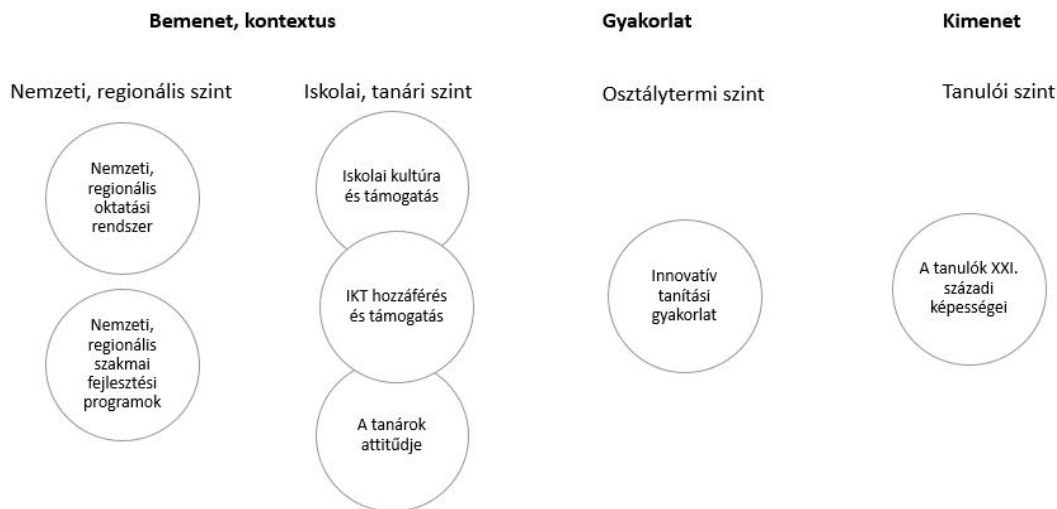 Bemenet, kontextus
Gyakorlat
Kimenet
Nemzeti, regionális szint
Iskolai, tanári szint
Osztálytermi szint
Tanulói szint
Nemzeti,
regionális
oktatási
rendszer
Nemzeti,
regionális
szakmai
fejlesztési
programok
Iskolai kultúra
és támogatás
IKT hozzáférés
és támogatás
A tanárok
attitűdje
Innovatív
tanítási
gyakorlat
A tanulók XXI.
századi
képességei